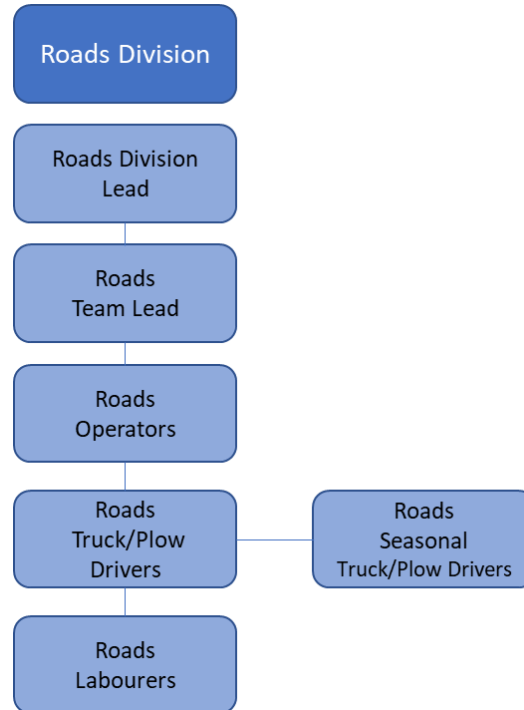 Roads Division
Roads Division
Lead
Roads
Team Lead
Roads
Operators
Roads
Truck/Plow
Drivers
Roads
Seasonal
Truck/Plow Drivers
Roads
Labourers